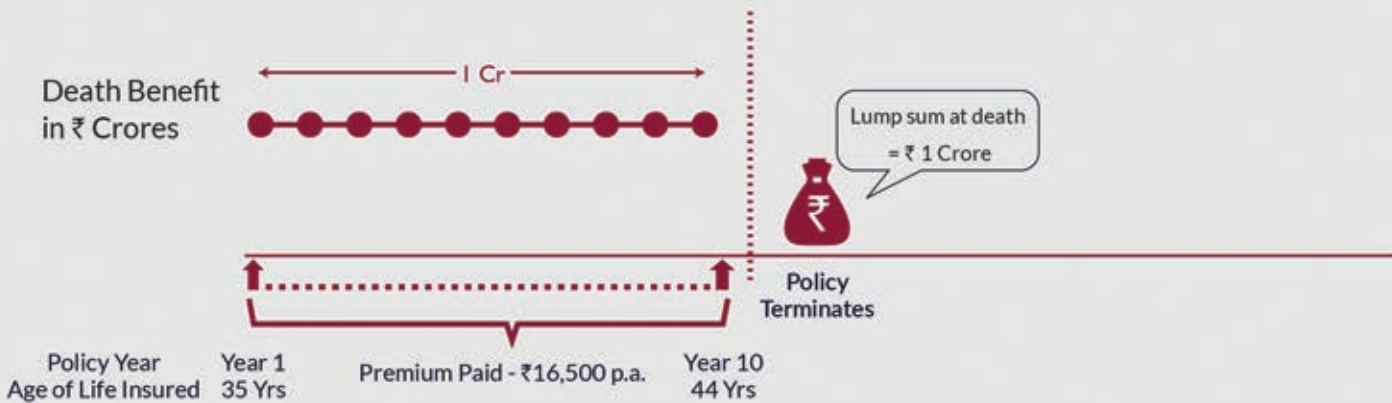 1 Cr
Death Benefit
in ₹ Crores
Lump sum at death
= ₹ 1 Crore
₹
Policy
Terminates
Policy Year Year 1 Premium Paid - ₹16,500 p.a. Year 10
Age of Life Insured 35 Yrs 44 Yrs